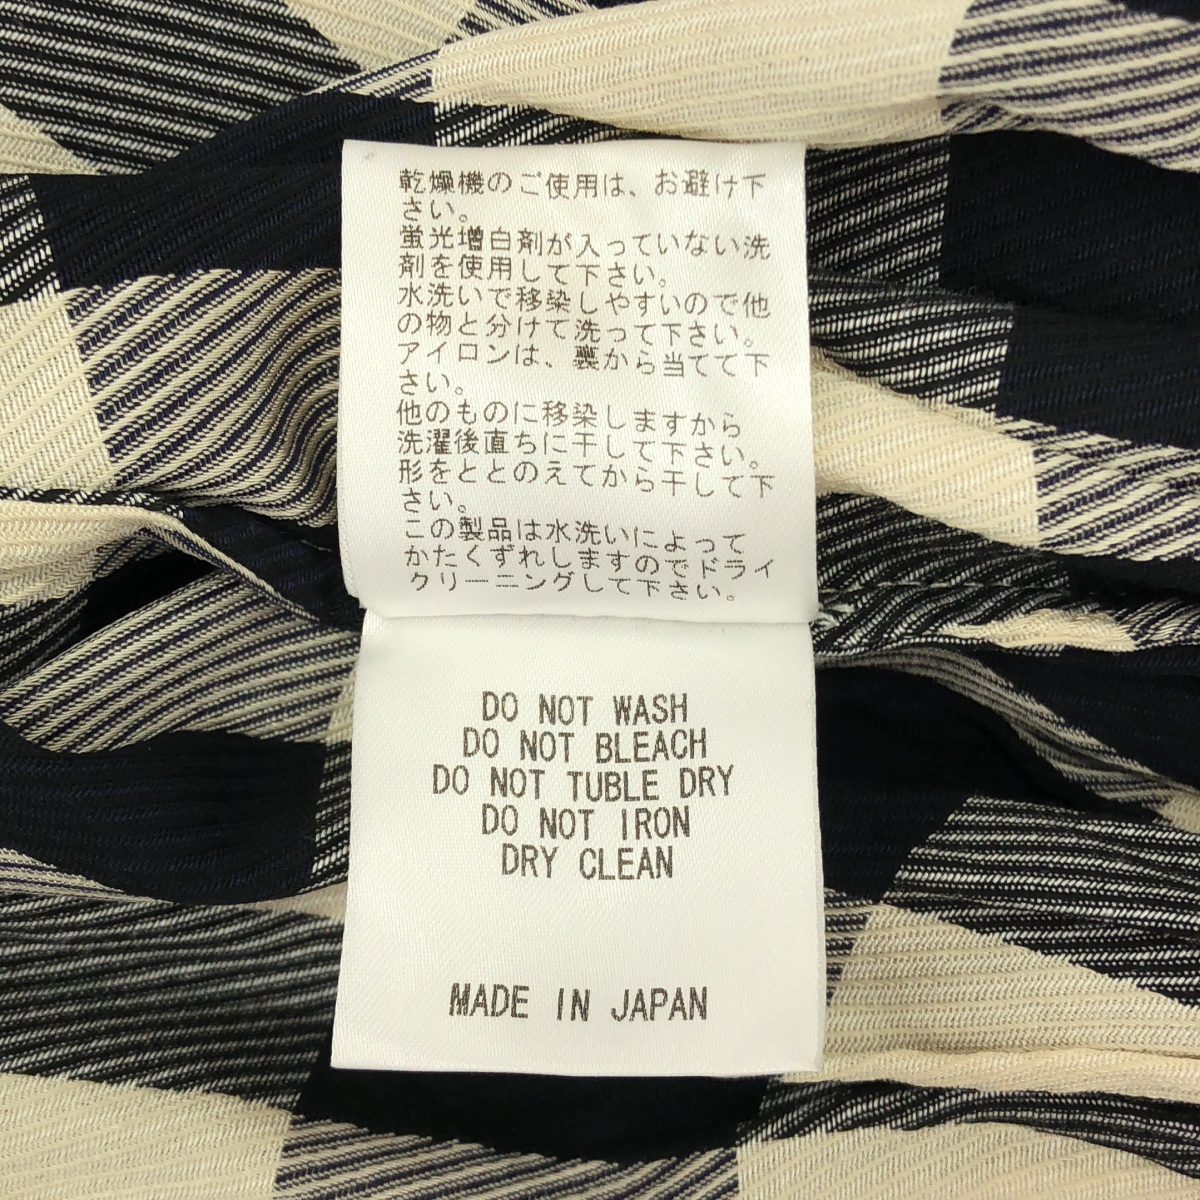 乾燥機のご使用は、お避け下
さい。
蛍光増白剤が入っていない洗
剤を使用して下さい。
水洗いで移染しやすいので他
の物と分けて洗って下さい。
アイロンは、裏から当てて下
さい。
他のものに移染しますから
洗濯後直ちに干して下さい。
形をととのえてから干して下
さい。
この製品は水洗いによって
かたくずれしますのでドライ
クリーニングして下さい。
DO NOT WASH
DO NOT BLEACH
DO NOT TUBLE DRY
DO NOT IRON
DRY CLEAN
MADE IN JAPAN